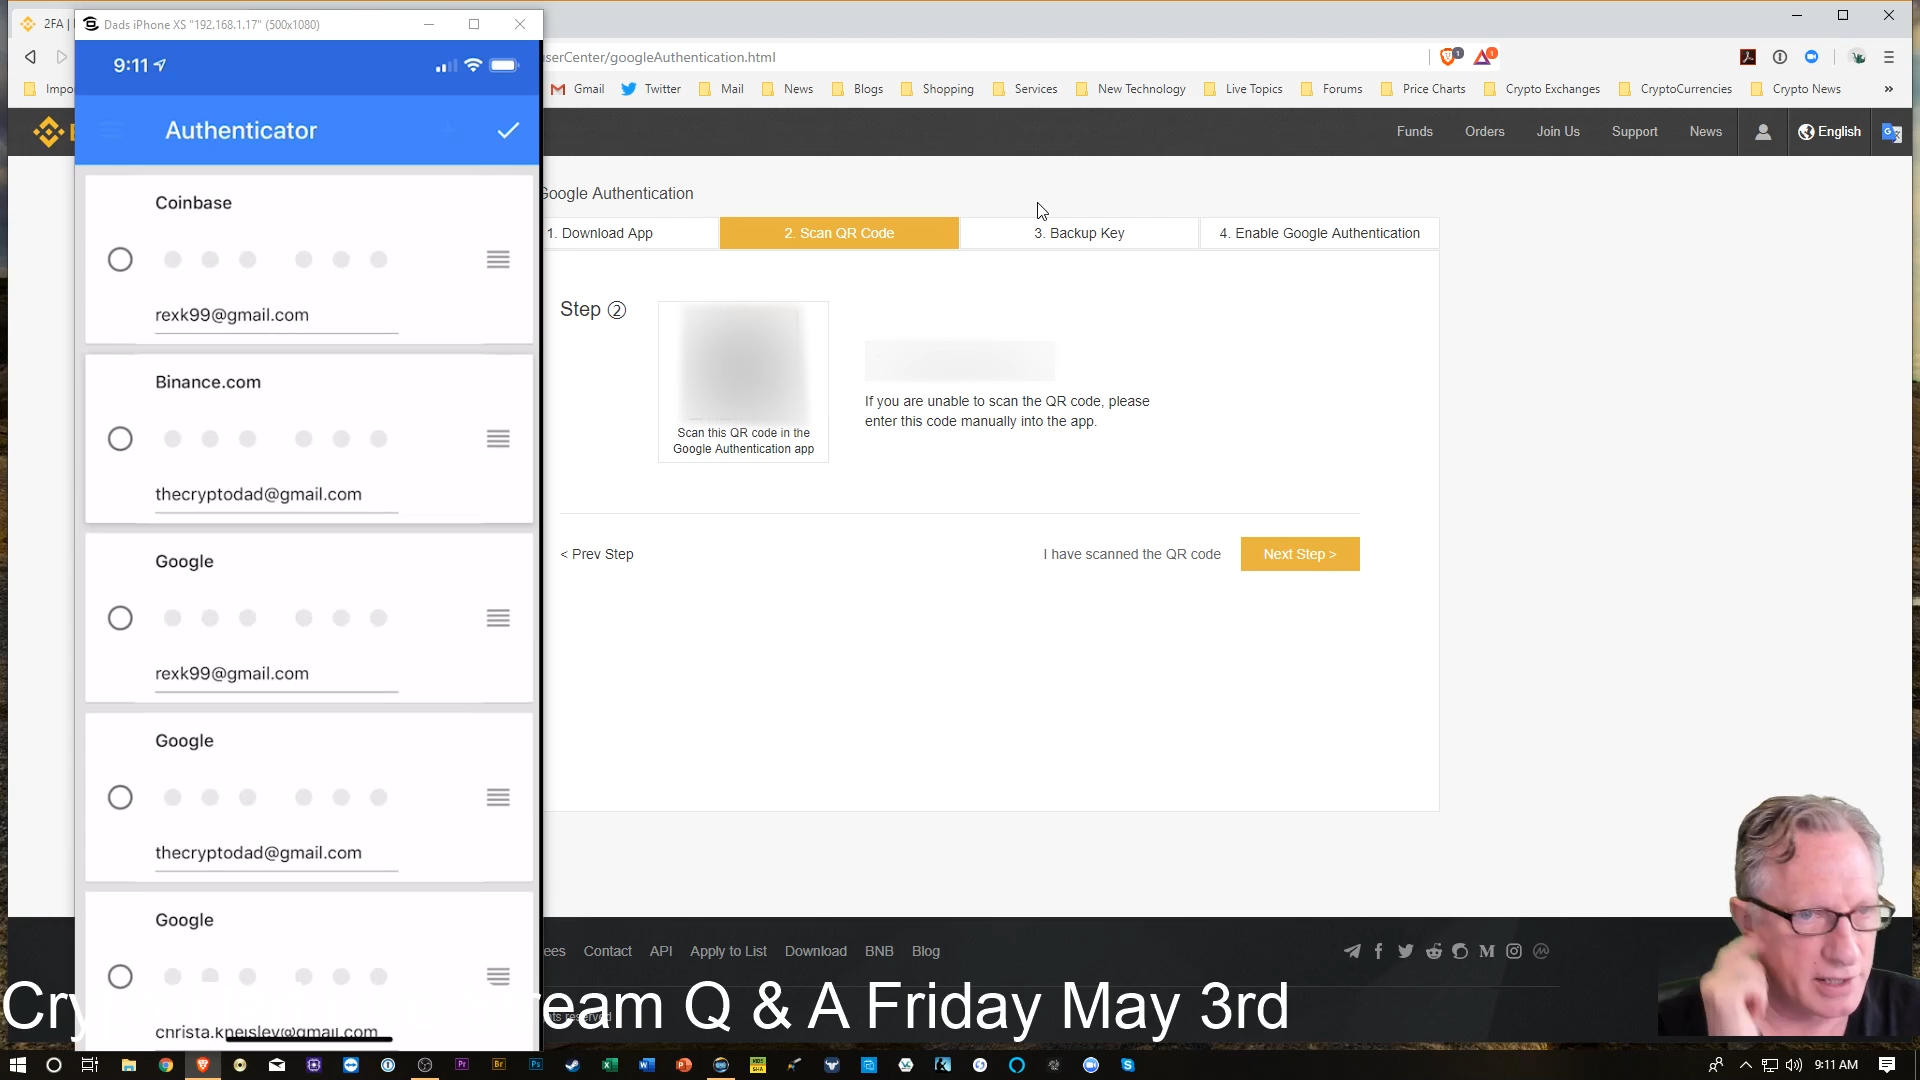 2FA
Dads iPhone XS "192.168.1.17" (500x1080)
serCenter/googleAuthentication.html
1
1
Impo
Gmail
Twitter
Mail
News
Blogs
Shopping
Services
New Technology
Live Topics
Forums
Price Charts
Crypto Exchanges
CryptoCurrencies
Crypto News
»
9:11
Authenticator
Funds
Orders
Join Us
Support
News
English
Coinbase
rexk99@gmail.com
Binance.com
thecryptodad@gmail.com
Google
rexk99@gmail.com
Google
thecryptodad@gmail.com
Google
Google Authentication
1. Download App
2. Scan QR Code
3. Backup Key
4. Enable Google Authentication
Step ②
Scan this QR code in the
Google Authentication app
If you are unable to scan the QR code, please
enter this code manually into the app.
< Prev Step
I have scanned the QR code
Next Step >
ees
Contact
API
Apply to List
Download
BNB
Blog
ream Q & A Friday May 3rd
9:11 AM